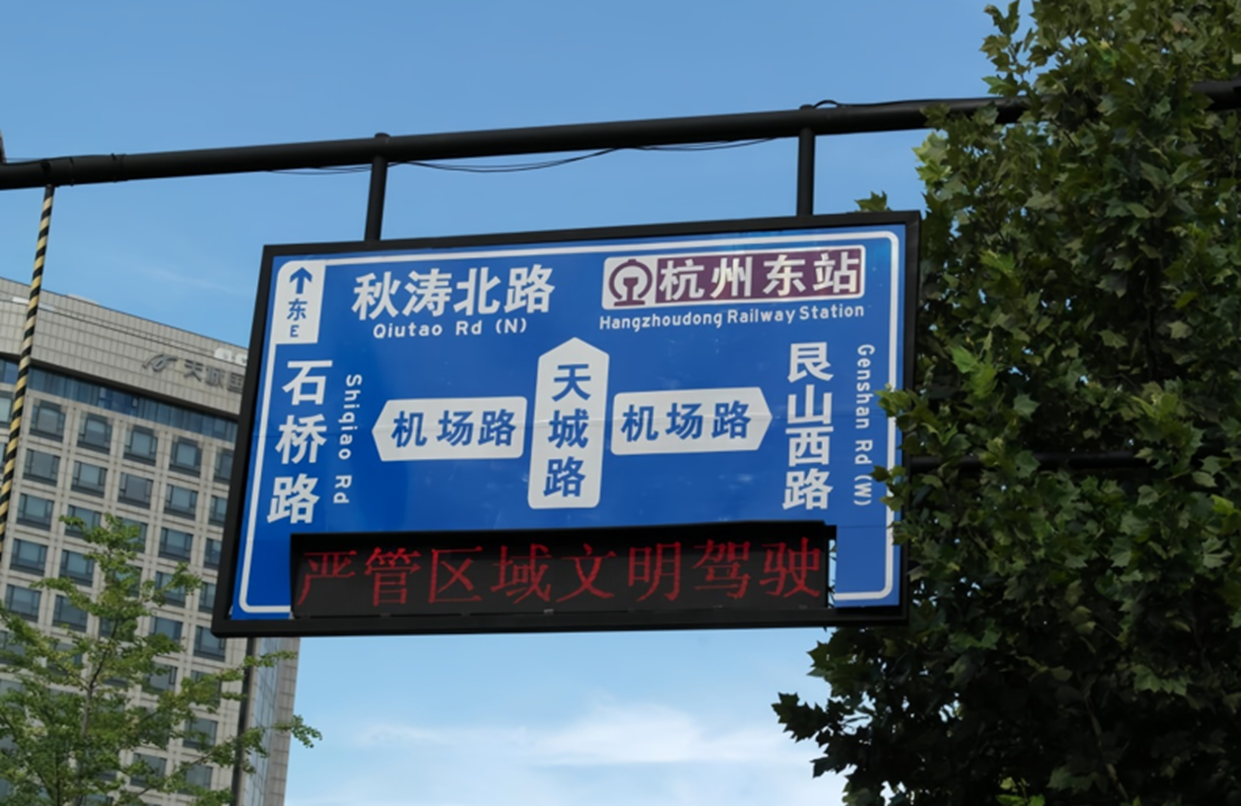 东
E
秋涛北路
Qiutao Rd (N)
杭州东站
Hangzhoudong Railway Station
石桥路
Shiqiao Rd
机场路
天城路
机场路
艮山西路
Genshan Rd (W)
严管区域文明驾驶